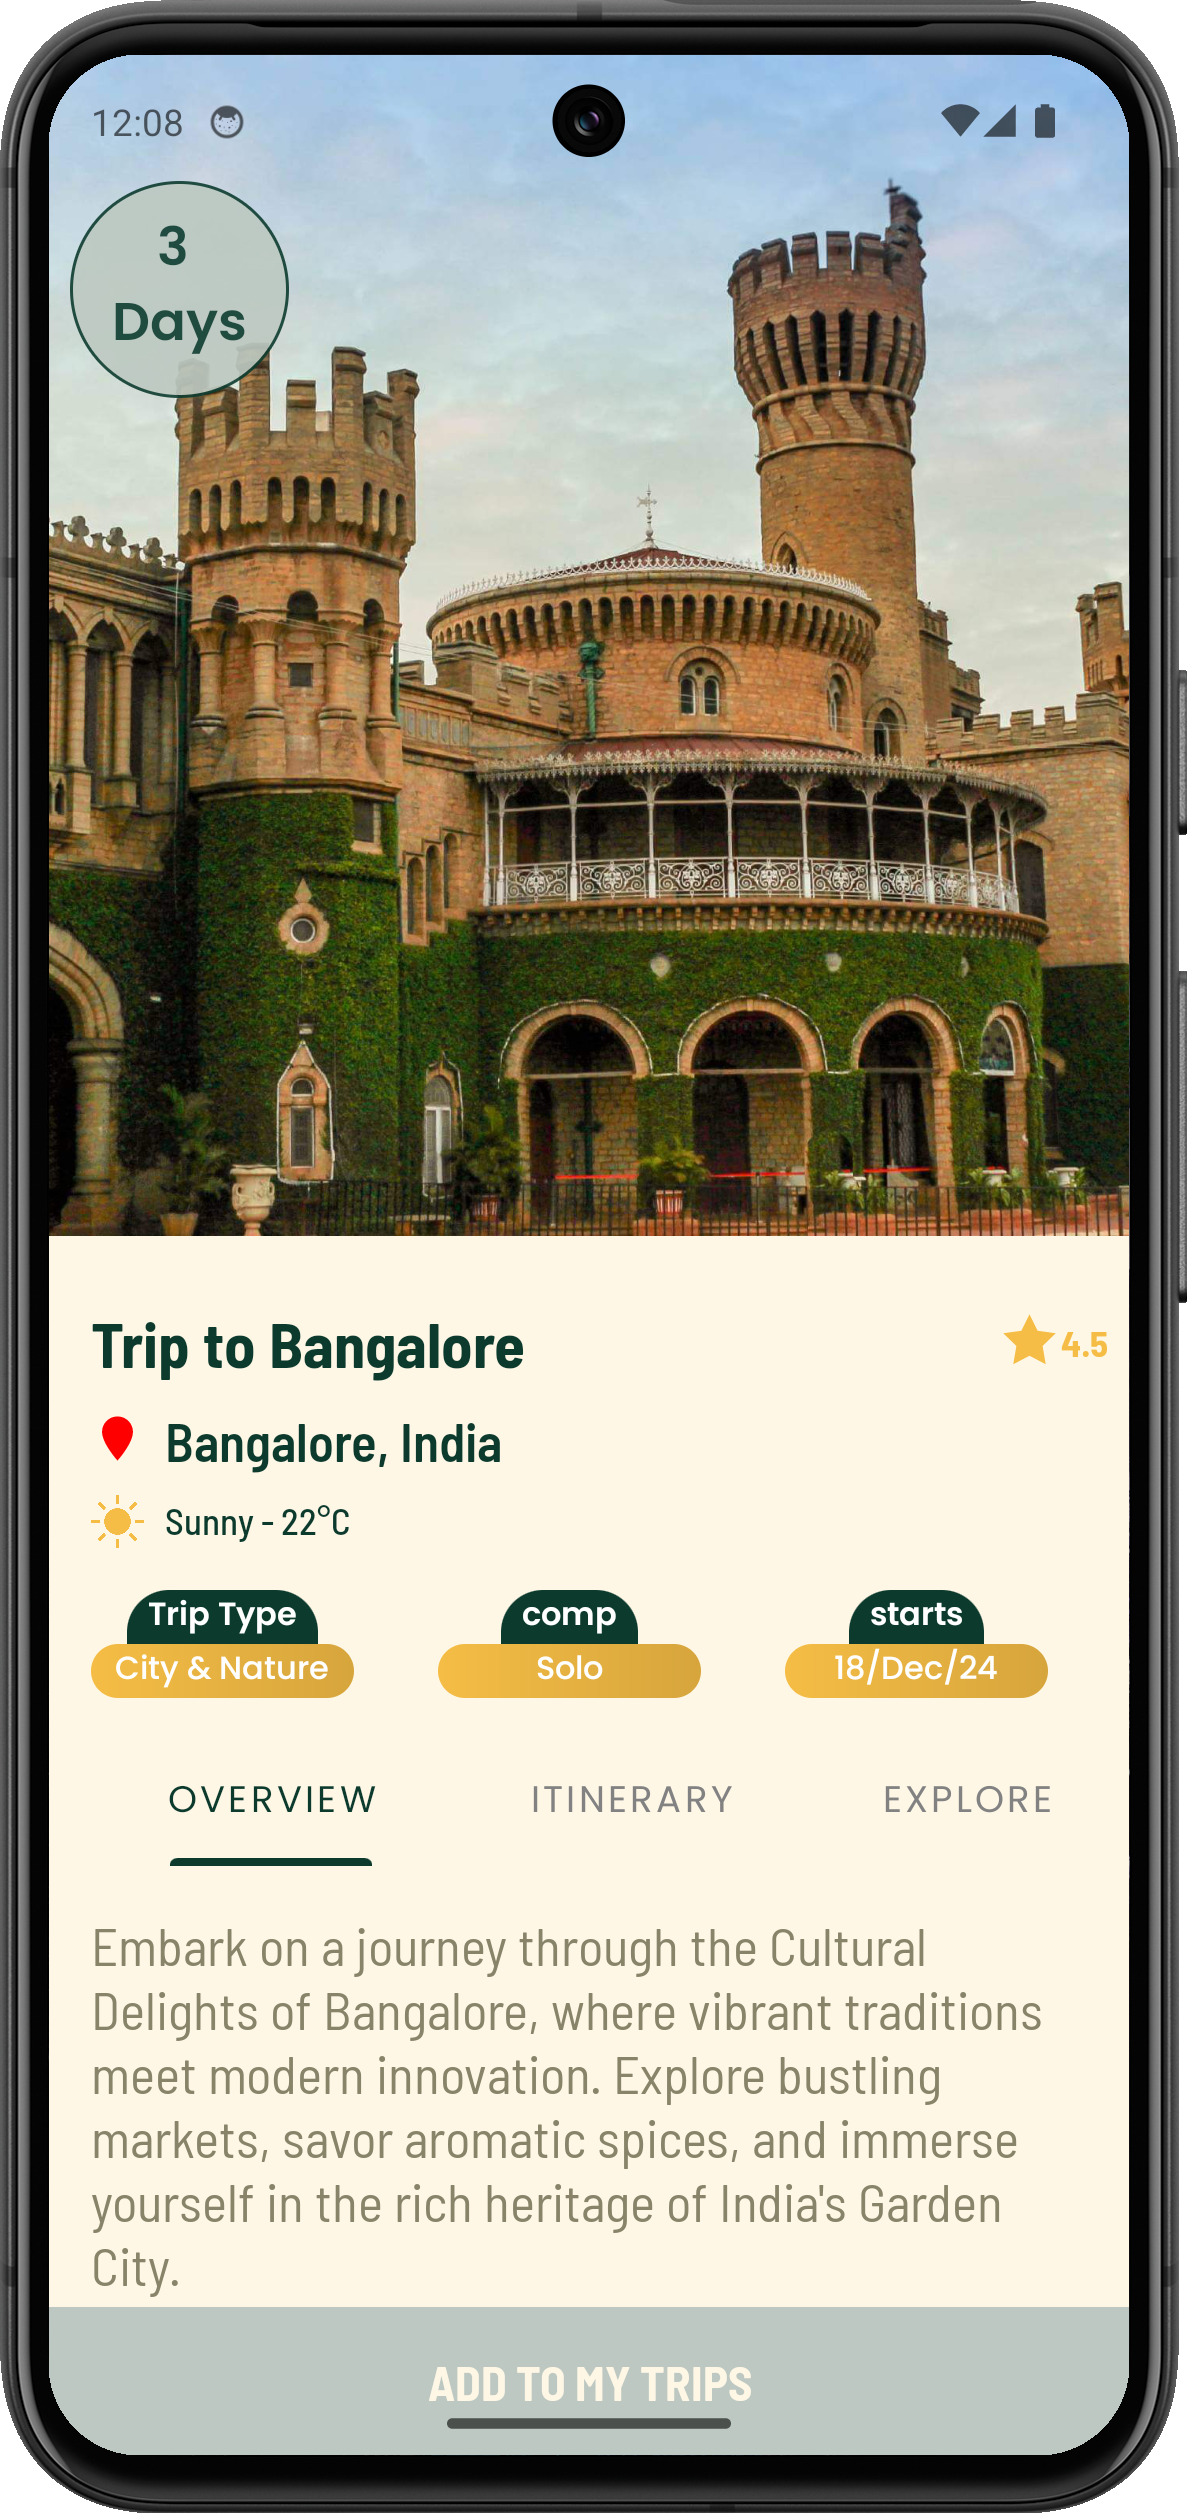 12:08
3
Days
Trip to Bangalore
4.5
Bangalore, India
Sunny - 22°C
Trip Type
City & Nature
comp
Solo
starts
18/Dec/24
OVERVIEW
ITINERARY
EXPLORE
Embark on a journey through the Cultural
Delights of Bangalore, where vibrant traditions
meet modern innovation. Explore bustling
markets, savor aromatic spices, and immerse
yourself in the rich heritage of India's Garden
City.
ADD TO MY TRIPS